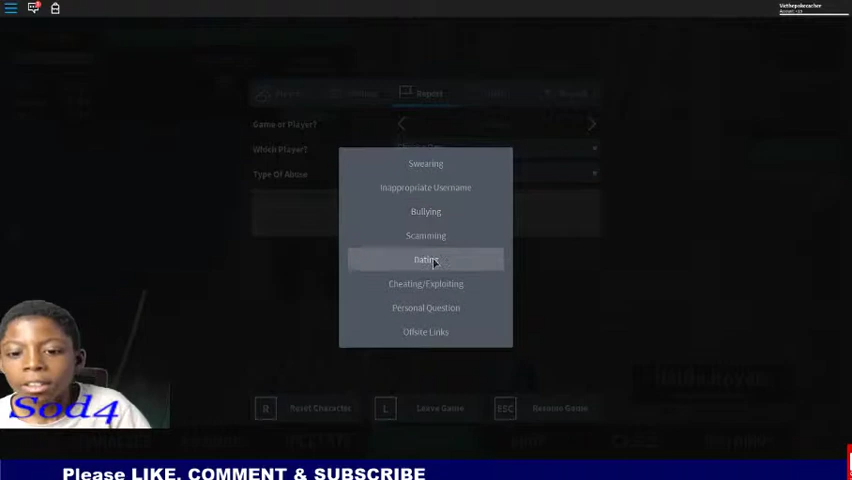 Victhepokecacher
Report
Game or Player?
Which Player?
Type Of Abuse
Swearing
Inappropriate Username
Bullying
Scamming
Dating
Cheating/Exploiting
Personal Question
Offsite Links
Sod4
R Reset Character
L Leave Game
ESC Resume Game
Please LIKE, COMMENT & SUBSCRIBE